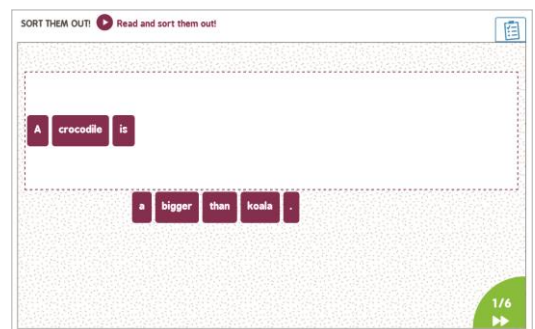 SORT THEM OUT! Read and sort them out!
A crocodile is
a bigger than koala .
1/6